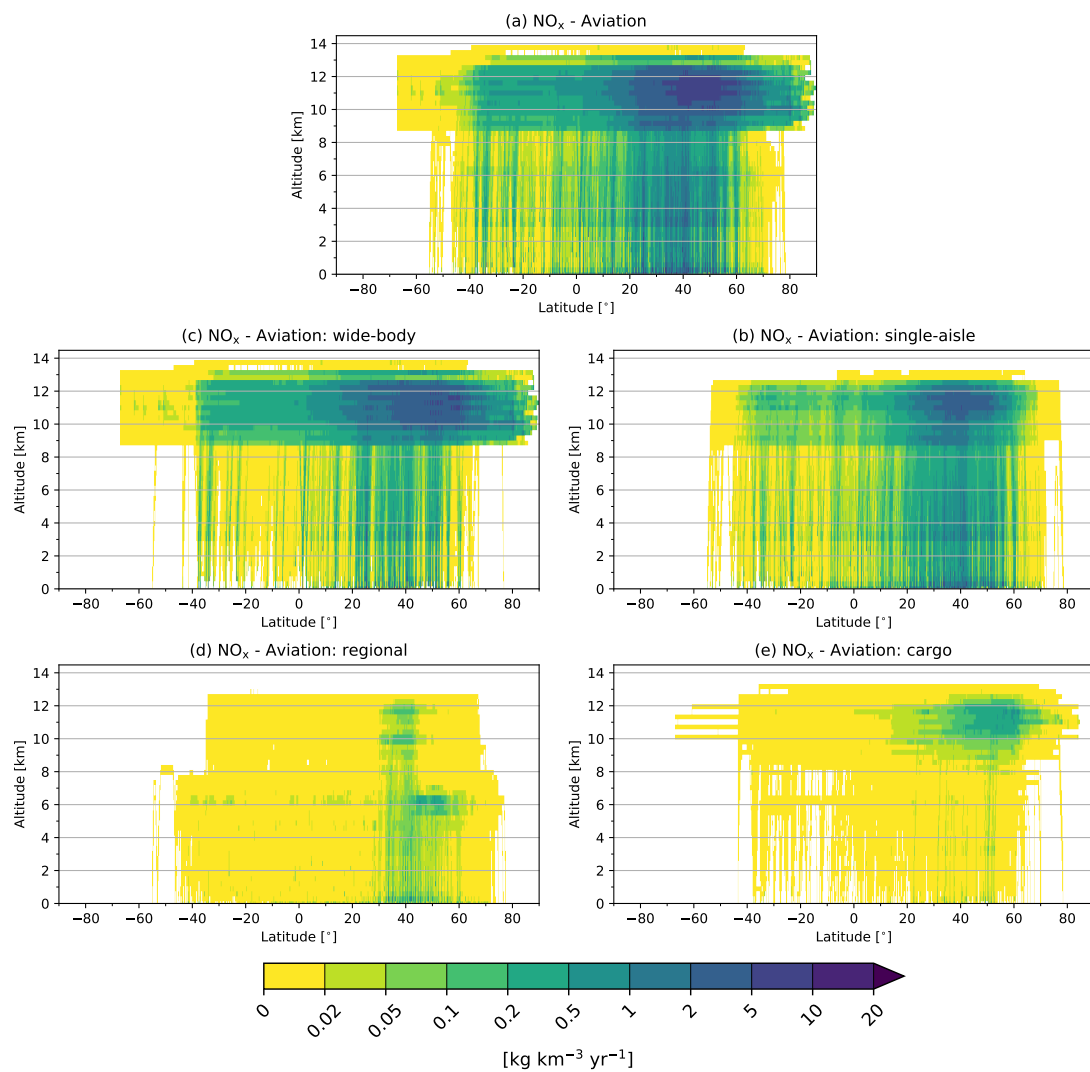 (a) NOₓ - Aviation
Altitude [km]
14
12
10
8
6
4
2
0
−80 −60 −40 −20 0 20 40 60 80
Latitude [°]
(c) NOₓ - Aviation: wide-body
Altitude [km]
14
12
10
8
6
4
2
0
−80 −60 −40 −20 0 20 40 60 80
Latitude [°]
(b) NOₓ - Aviation: single-aisle
Altitude [km]
14
12
10
8
6
4
2
0
−80 −60 −40 −20 0 20 40 60 80
Latitude [°]
(d) NOₓ - Aviation: regional
Altitude [km]
14
12
10
8
6
4
2
0
−80 −60 −40 −20 0 20 40 60 80
Latitude [°]
(e) NOₓ - Aviation: cargo
Altitude [km]
14
12
10
8
6
4
2
0
−80 −60 −40 −20 0 20 40 60 80
Latitude [°]
0 0.02 0.05 0.1 0.2 0.5 1 2 5 10 20
[kg km⁻³ yr⁻¹]